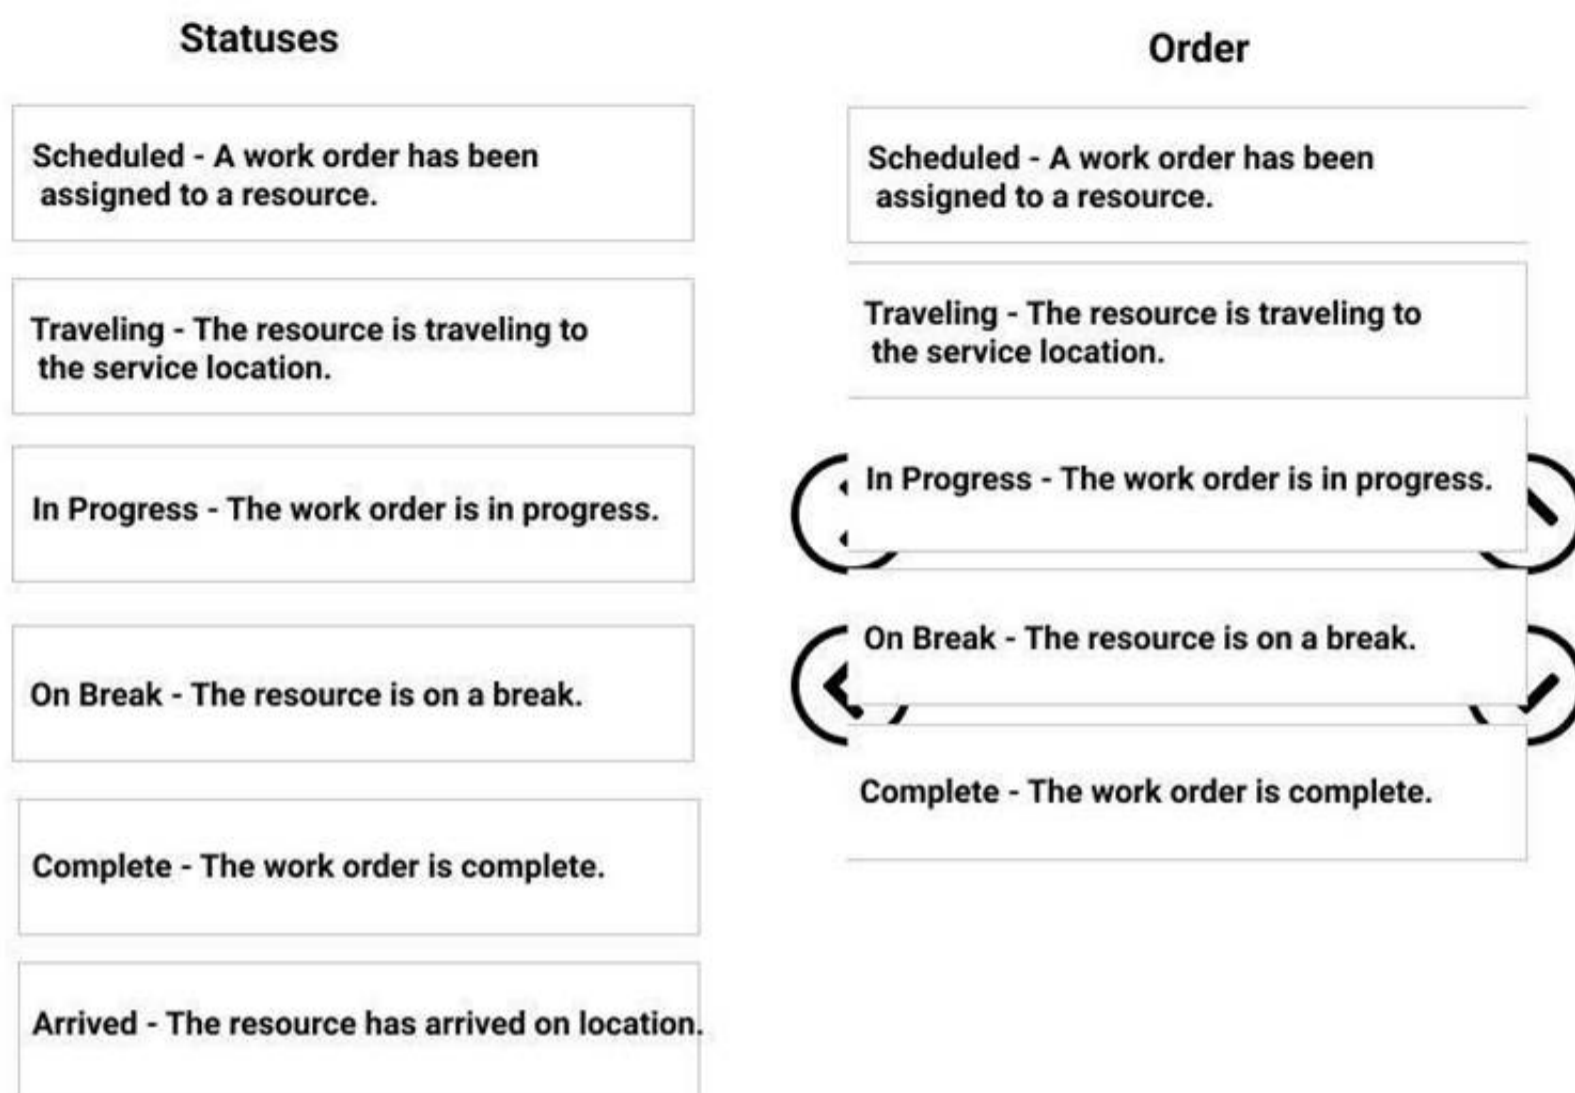 Statuses
Scheduled - A work order has been
assigned to a resource.
Traveling - The resource is traveling to
the service location.
In Progress - The work order is in progress.
On Break - The resource is on a break.
Complete - The work order is complete.
Arrived - The resource has arrived on location.
Order
Scheduled - A work order has been
assigned to a resource.
Traveling - The resource is traveling to
the service location.
In Progress - The work order is in progress.
On Break - The resource is on a break.
Complete - The work order is complete.